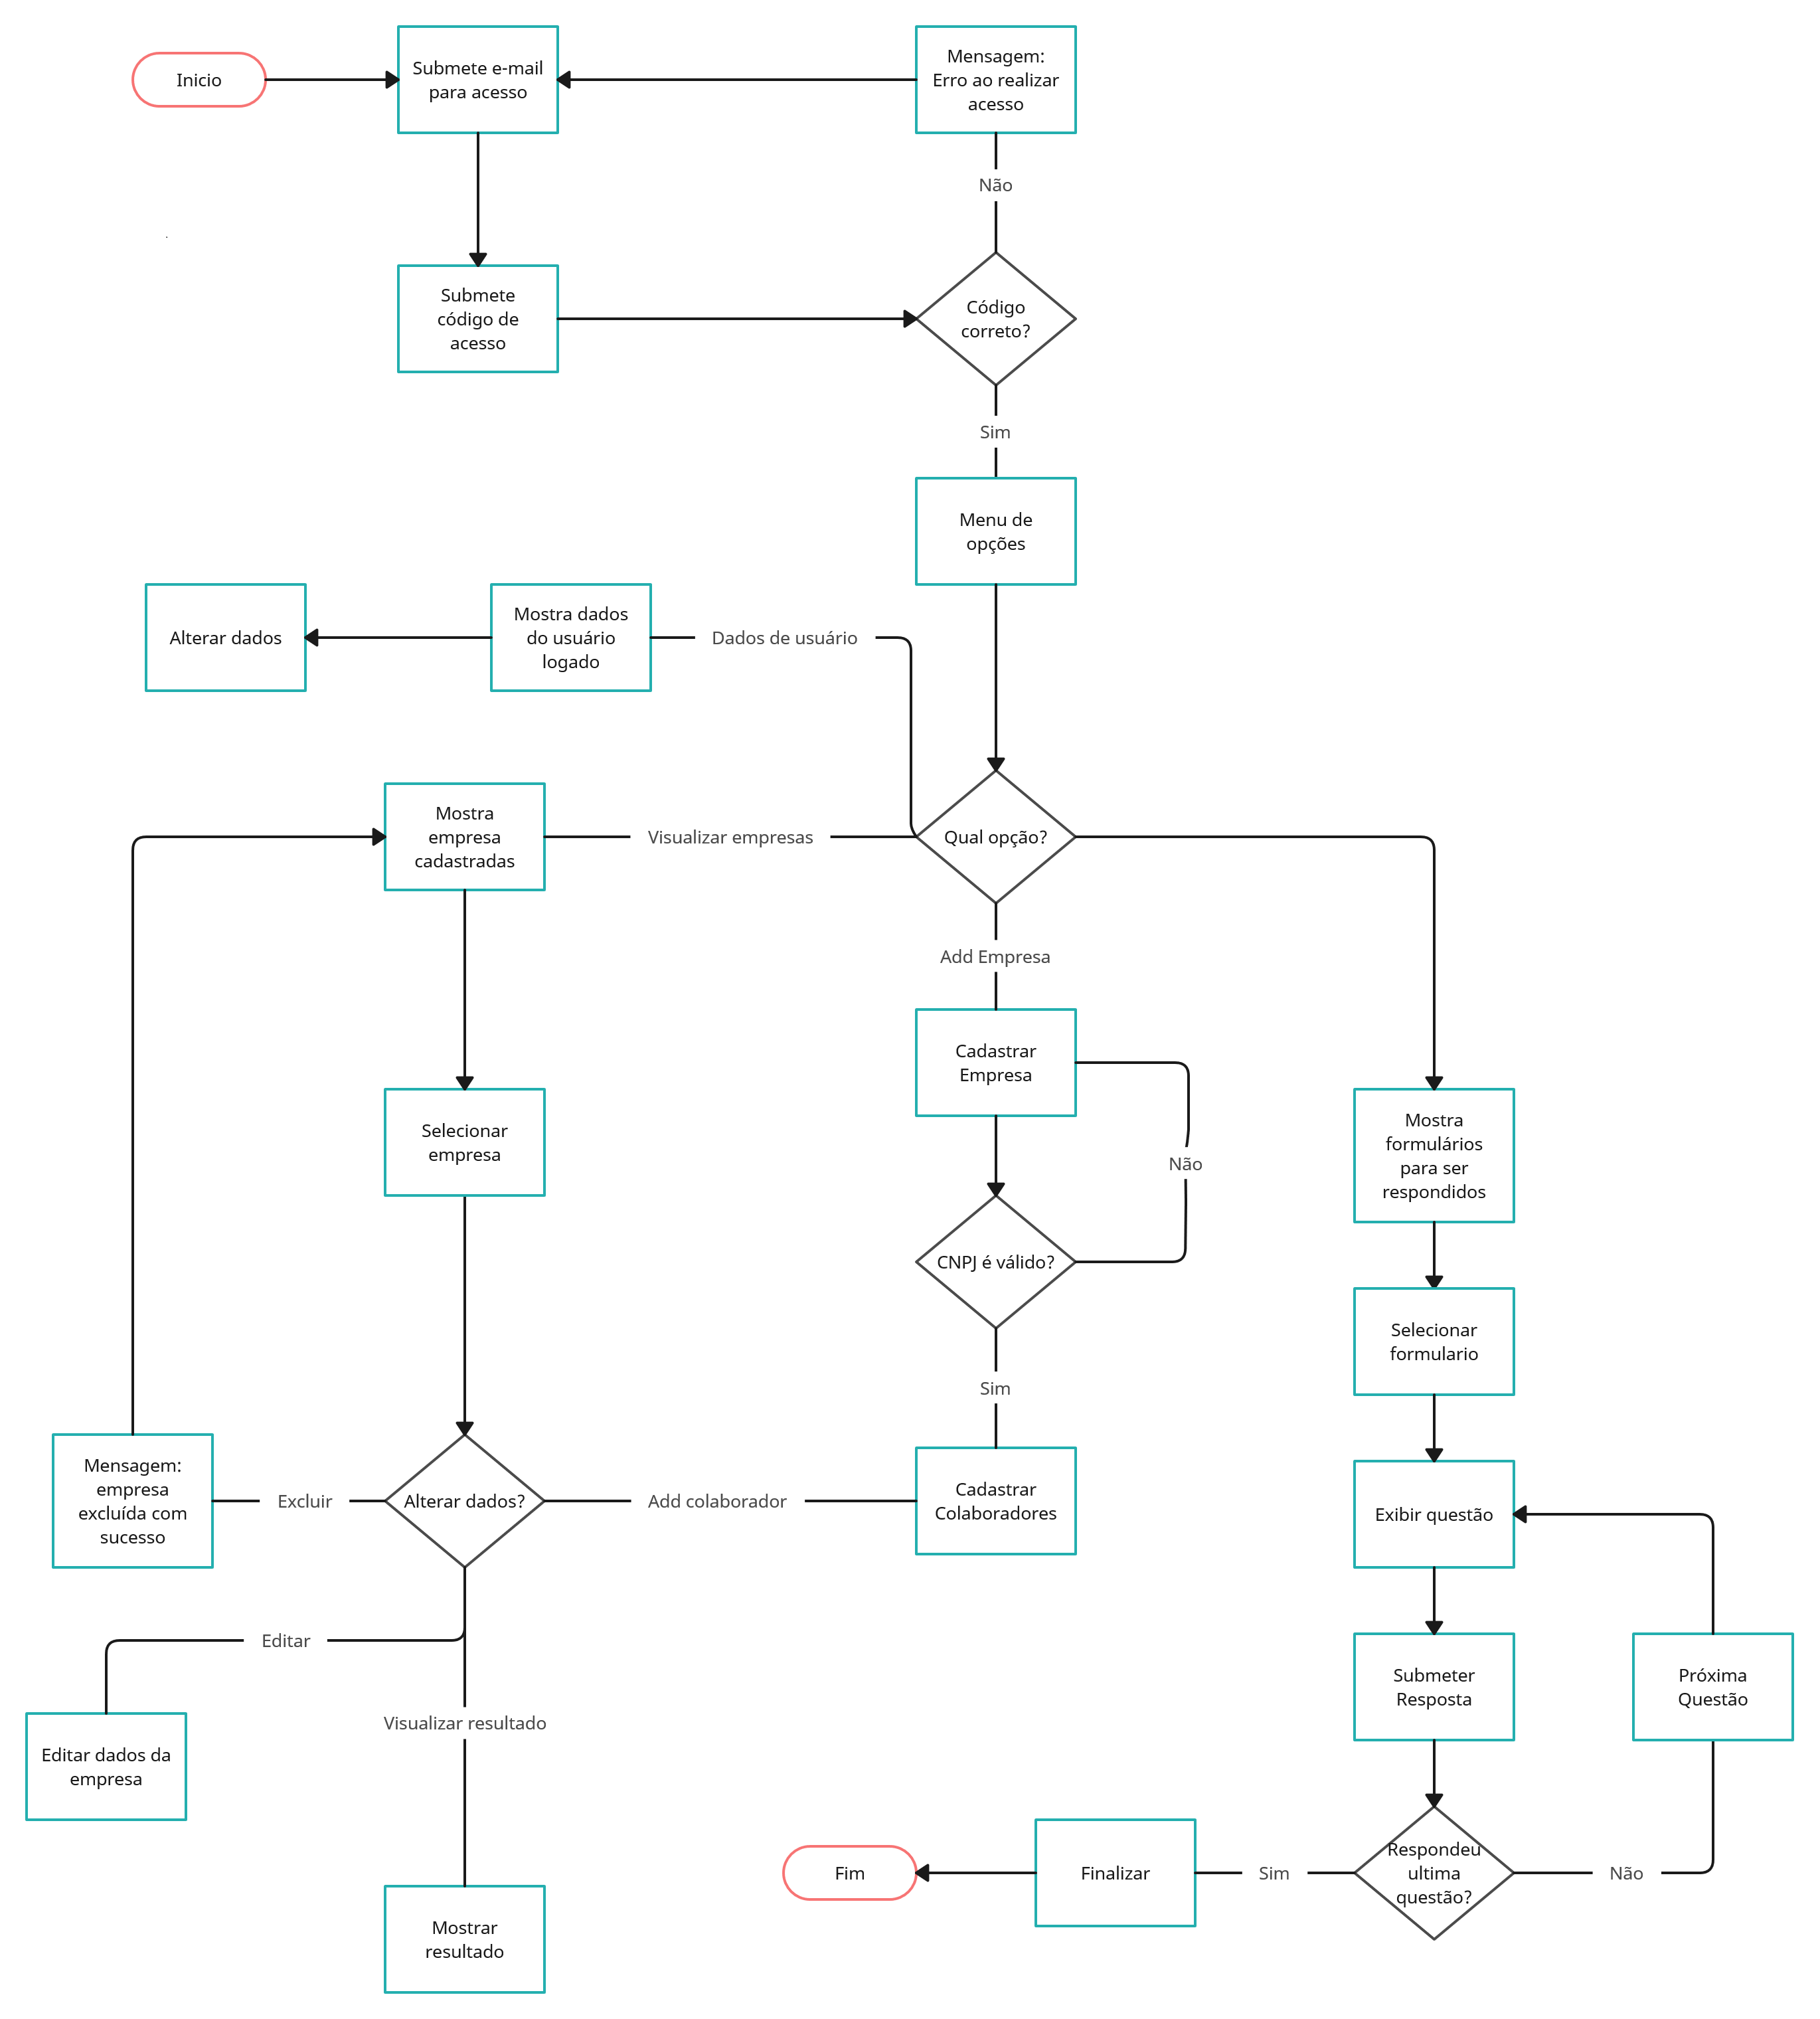 Inicio
Submete e-mail
para acesso
Mensagem:
Erro ao realizar
acesso
Não
Submete
código de
acesso
Código
correto?
Sim
Menu de
opções
Alterar dados
Mostra dados
do usuário
logado
Dados de usuário
Mostra
empresa
cadastradas
Visualizar empresas
Qual opção?
Add Empresa
Cadastrar
Empresa
Selecionar
empresa
Mostra
formulários
para ser
respondidos
Não
CNPJ é válido?
Selecionar
formulario
Sim
Mensagem:
empresa
excluída com
sucesso
Excluir
Alterar dados?
Add colaborador
Cadastrar
Colaboradores
Exibir questão
Editar
Submeter
Resposta
Próxima
Questão
Visualizar resultado
Editar dados da
empresa
Fim
Finalizar
Sim
Respondeu
ultima
questão?
Não
Mostrar
resultado